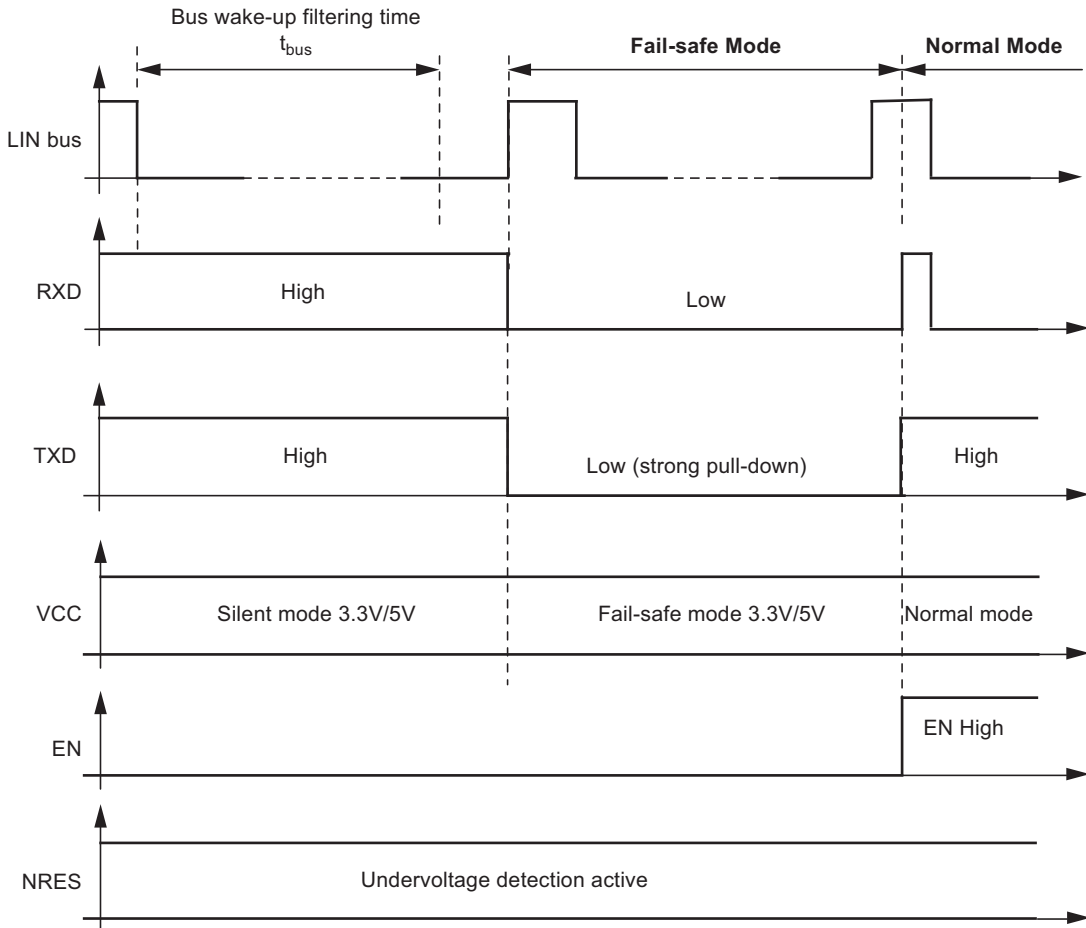 Bus wake-up filtering time
tbus
Fail-safe Mode
Normal Mode
LIN bus
RXD
High
Low
TXD
High
Low (strong pull-down)
High
VCC
Silent mode 3.3V/5V
Fail-safe mode 3.3V/5V
Normal mode
EN
EN High
NRES
Undervoltage detection active